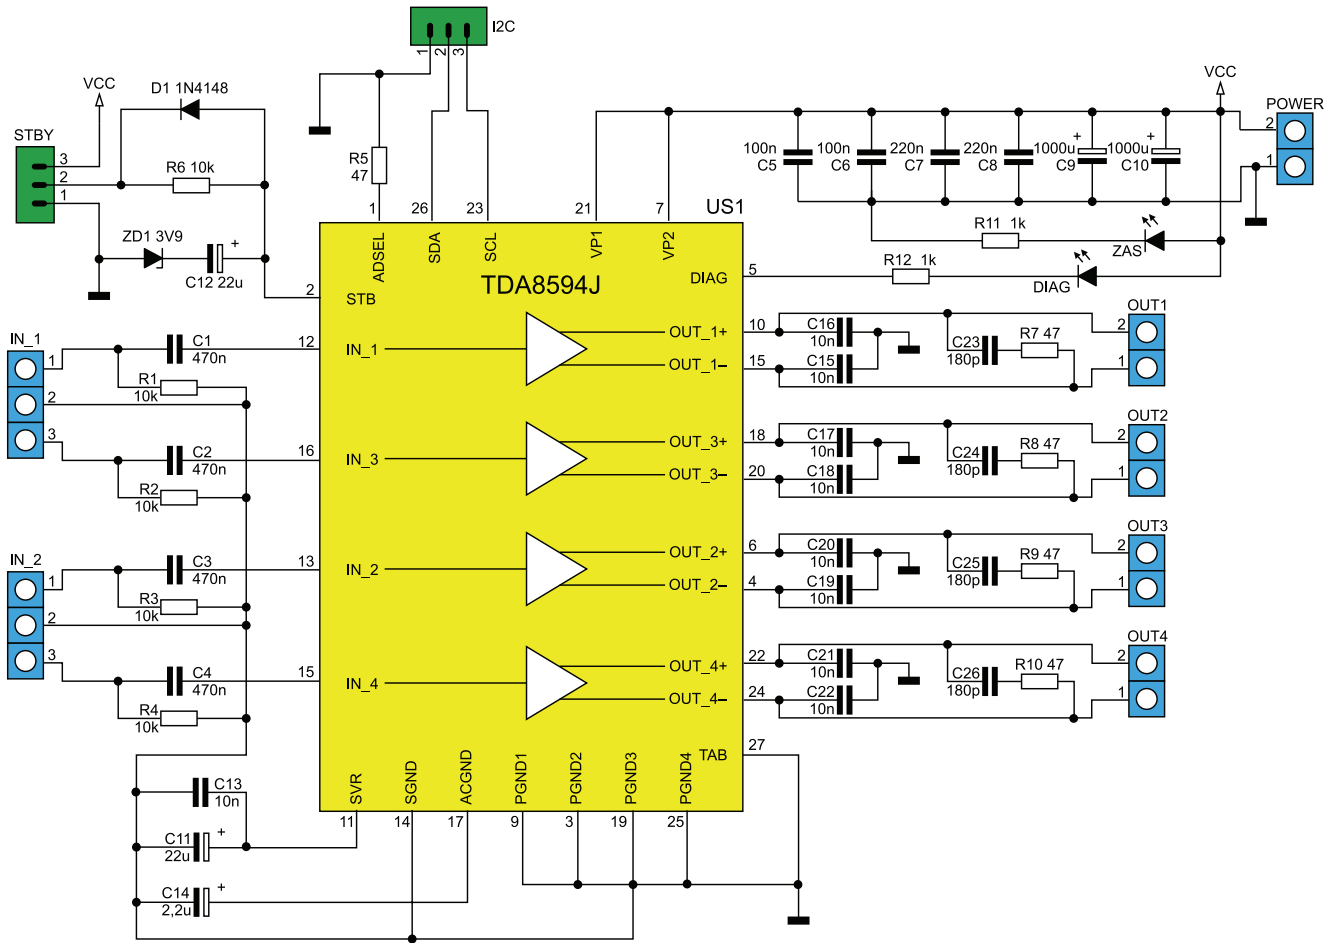 I2C
1
2
3
VCC
D1 1N4148
STBY
3
2
1
R6 10k
ZD1 3V9
+
C12 22u
R5
47
1
26
23
21
7
US1
VCC
POWER
2
1
100n
C5
100n
C6
220n
C7
220n
C8
+
1000u
C9
+
1000u
C10
R11 1k
ZAS
R12 1k
DIAG
TDA8594J
ADSEL
SDA
SCL
VP1
VP2
DIAG
5
2
STB
IN_1
1
2
3
C1
470n
R1
10k
12
IN_1
OUT_1+
OUT_1–
10
15
C16
10n
C15
10n
C23
180p
R7 47
OUT1
2
1
C2
470n
R2
10k
16
IN_3
OUT_3+
OUT_3–
18
20
C17
10n
C18
10n
C24
180p
R8 47
OUT2
2
1
IN_2
1
2
3
C3
470n
R3
10k
13
IN_2
OUT_2+
OUT_2–
6
4
C20
10n
C19
10n
C25
180p
R9 47
OUT3
2
1
C4
470n
R4
10k
15
IN_4
OUT_4+
OUT_4–
22
24
C21
10n
C22
10n
C26
180p
R10 47
OUT4
2
1
TAB
27
SVR
SGND
ACGND
PGND1
PGND2
PGND3
PGND4
11
14
17
9
3
19
25
C13
10n
C11
22u
+
C14
2,2u
+